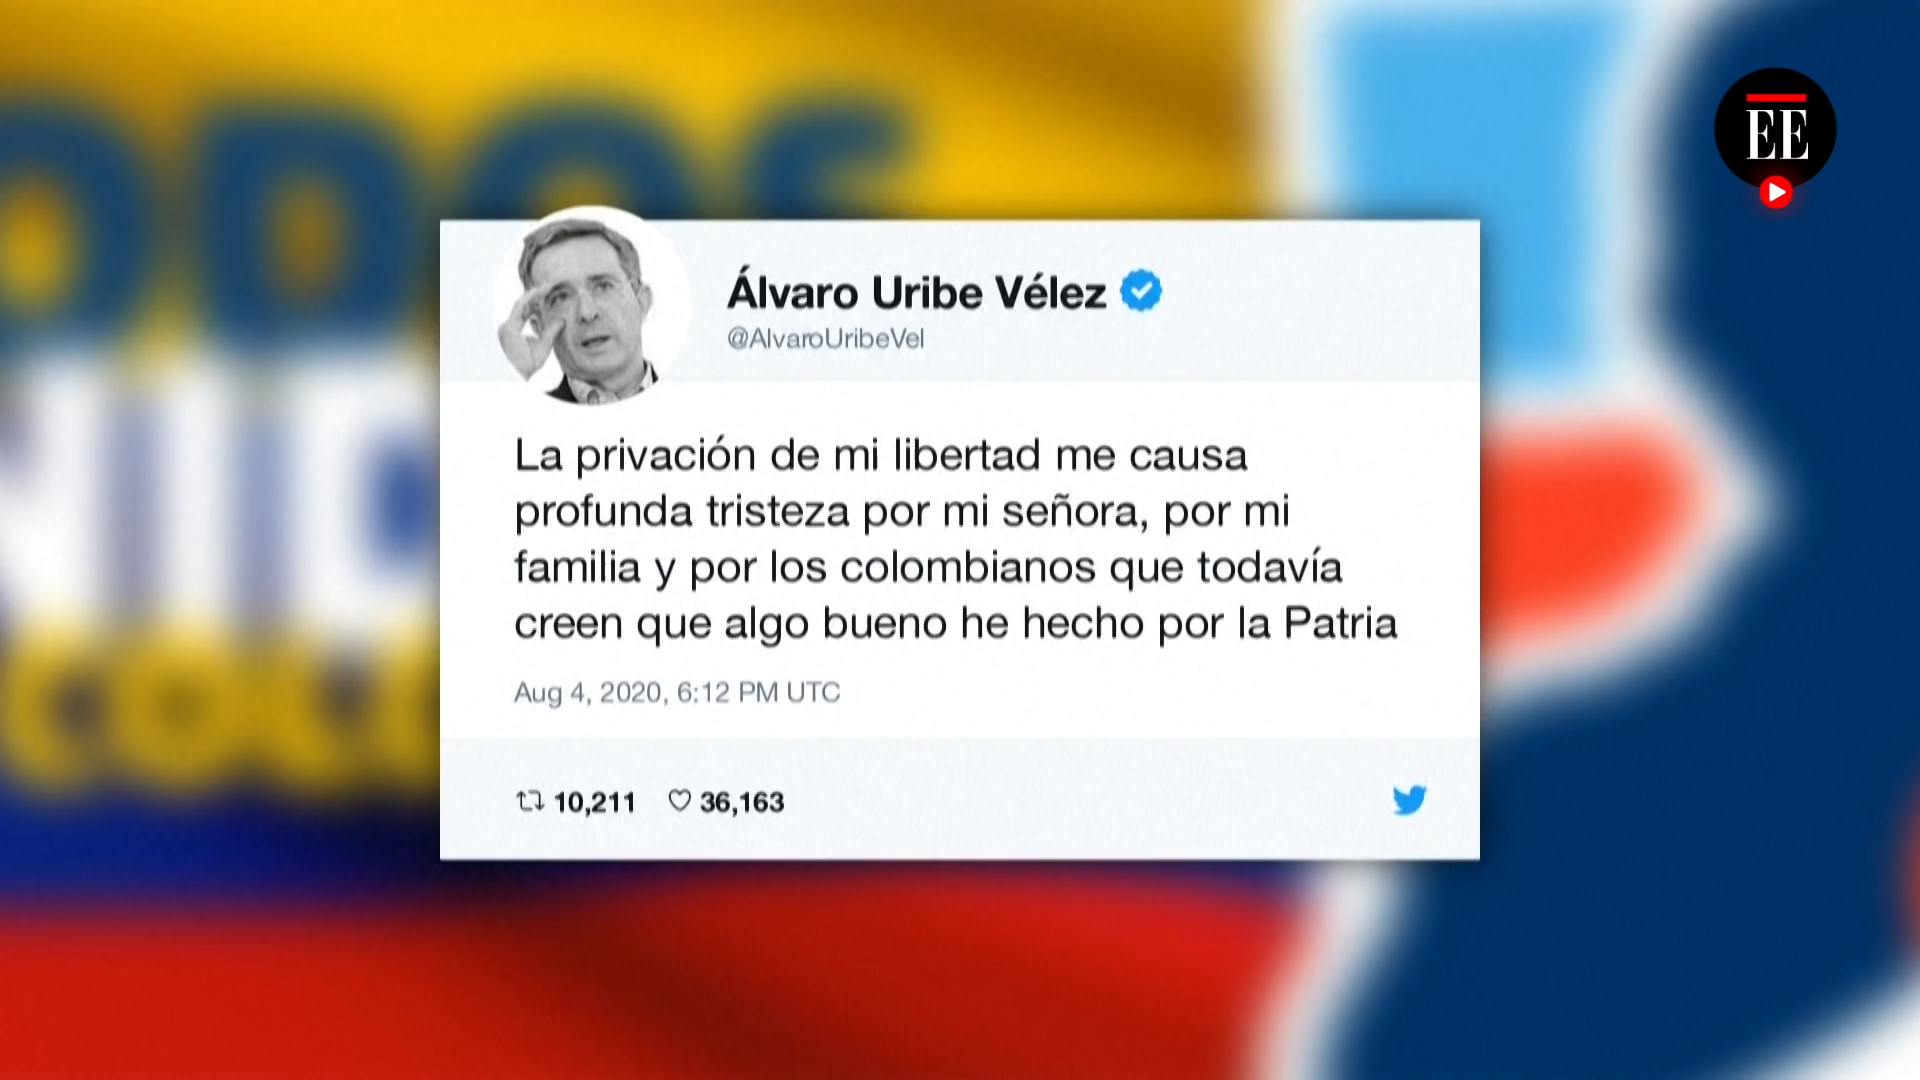 EE
Álvaro Uribe Vélez
@AlvaroUribeVel
La privación de mi libertad me causa
profunda tristeza por mi señora, por mi
familia y por los colombianos que todavía
creen que algo bueno he hecho por la Patria
Aug 4, 2020, 6:12 PM UTC
10,211 36,163